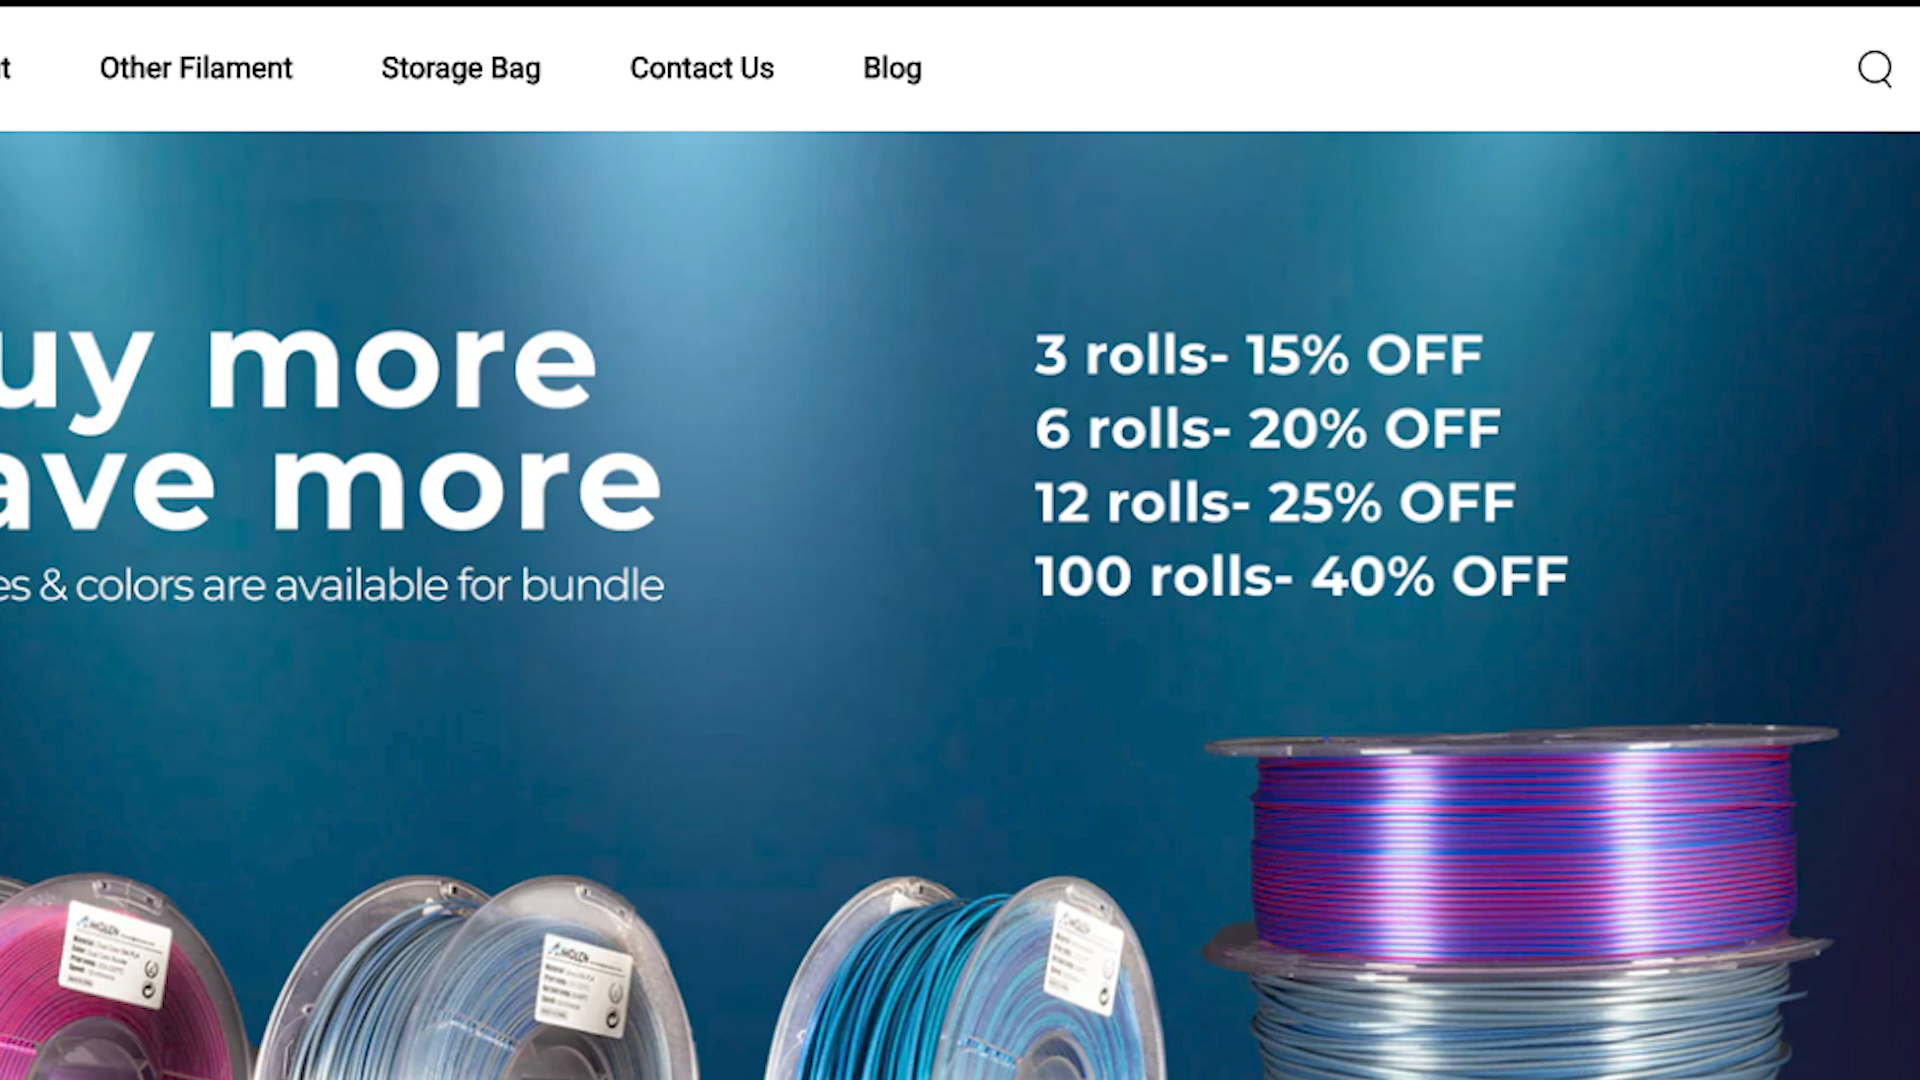 t
Other Filament
Storage Bag
Contact Us
Blog
uy more
ave more
es & colors are available for bundle
3 rolls- 15% OFF
6 rolls- 20% OFF
12 rolls- 25% OFF
100 rolls- 40% OFF